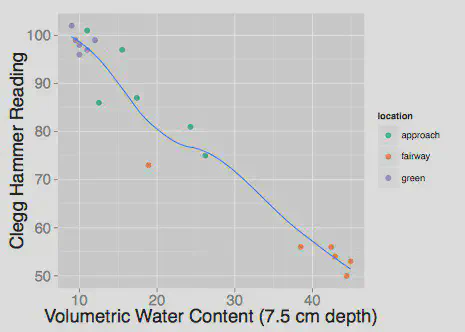 100
90
80
70
60
50
Clegg Hammer Reading
10 20 30 40
Volumetric Water Content (7.5 cm depth)
location
approach
fairway
green